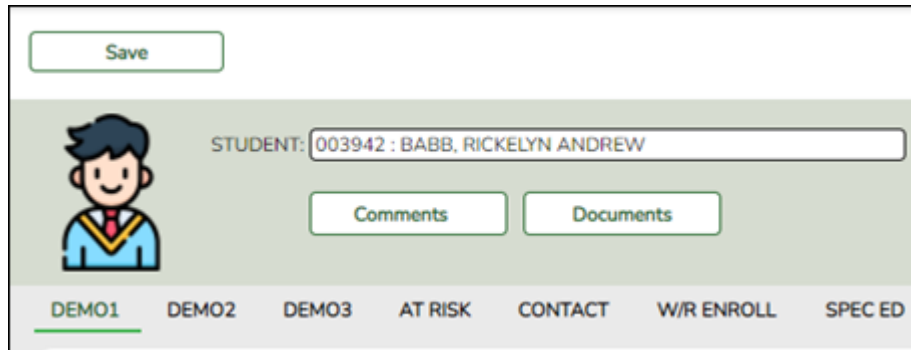 Save
STUDENT: 003942 : BABB, RICKELYN ANDREW
Comments Documents
DEMO1 DEMO2 DEMO3 AT RISK CONTACT W/R ENROLL SPEC ED